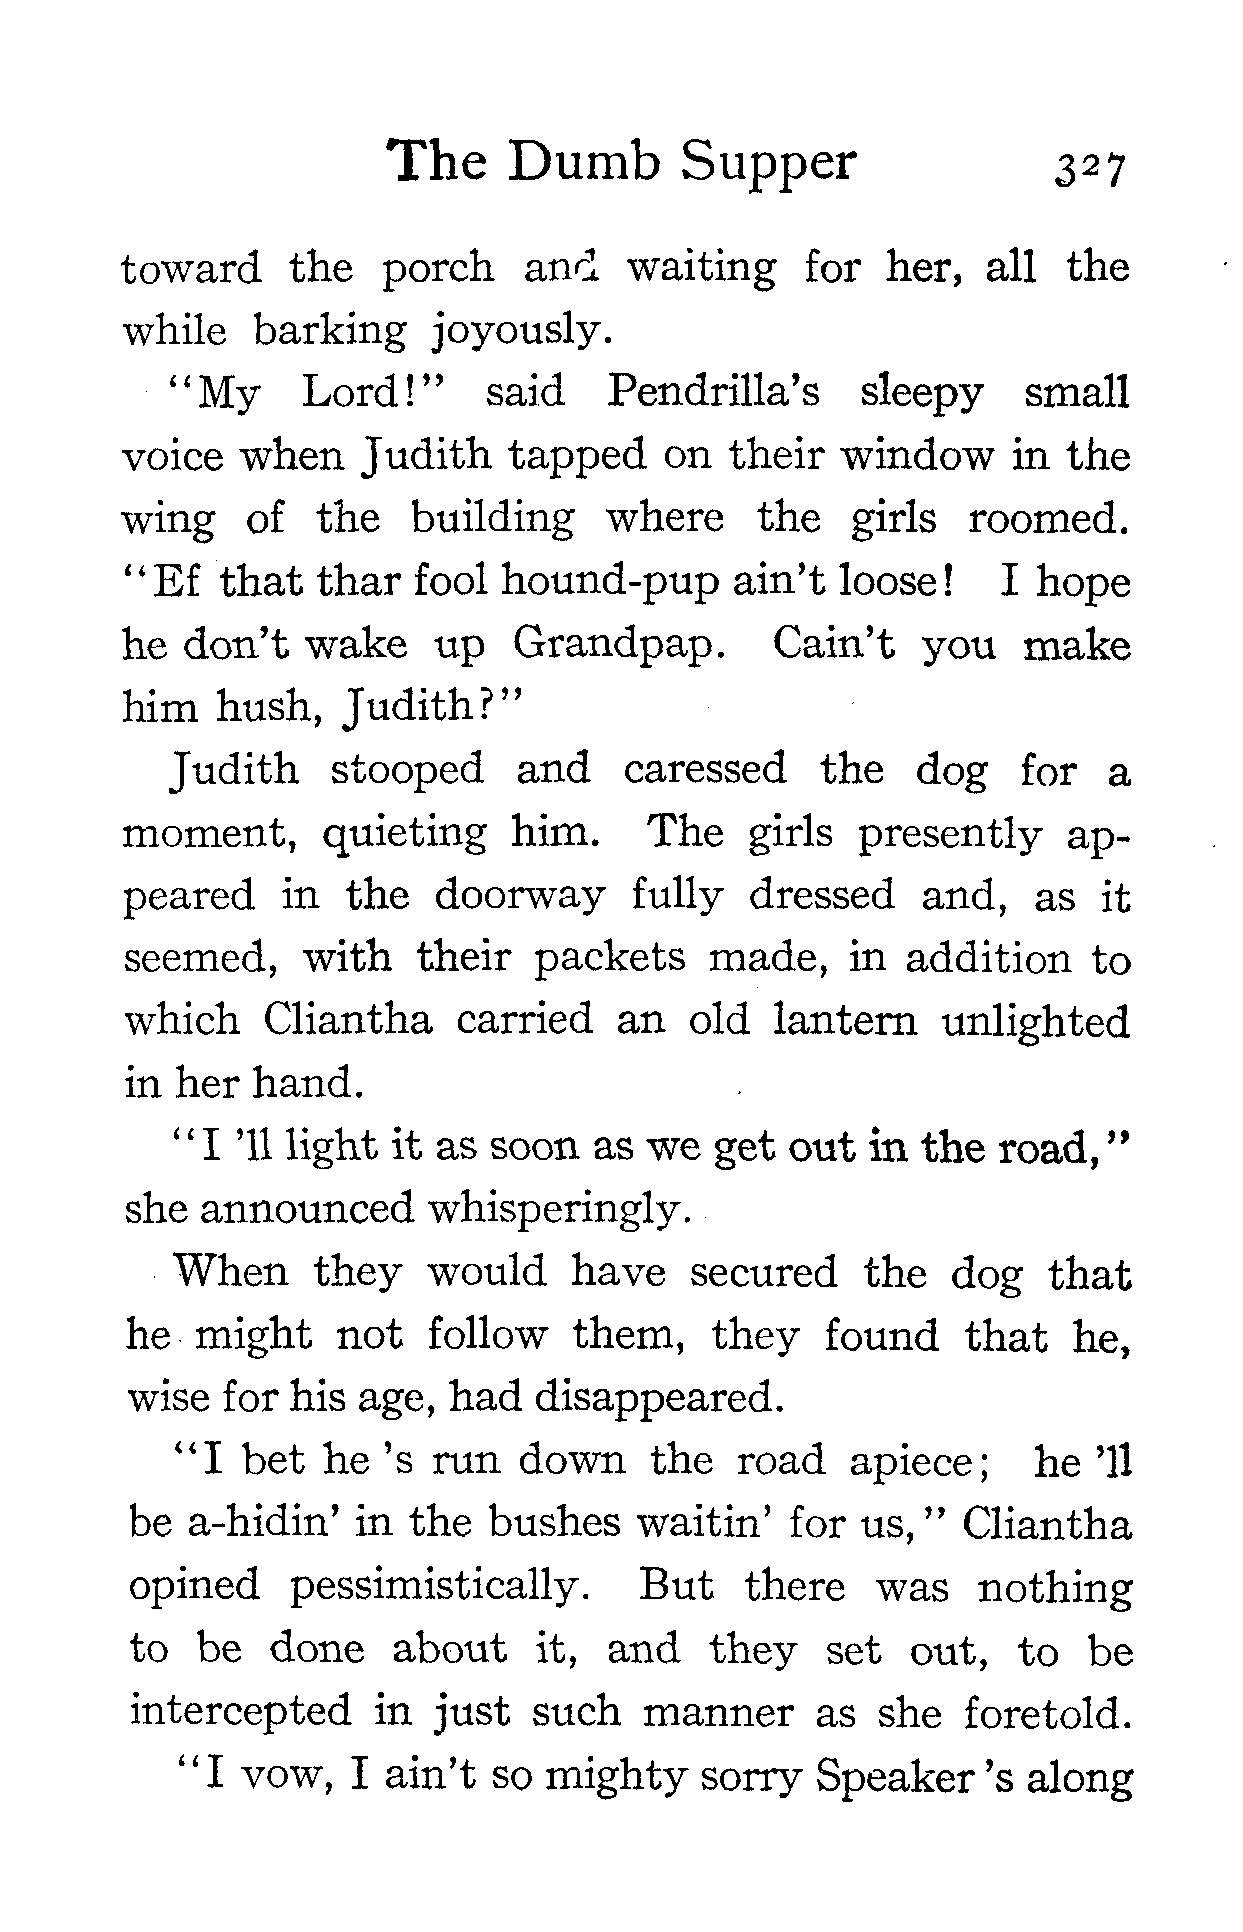 The Dumb Supper 327
toward the porch and waiting for her, all the
while barking joyously.
"My Lord!" said Pendrilla's sleepy small
voice when Judith tapped on their window in the
wing of the building where the girls roomed.
"Ef that thar fool hound-pup ain't loose! I hope
he don't wake up Grandpap. Cain't you make
him hush, Judith?"
Judith stooped and caressed the dog for a
moment, quieting him. The girls presently ap-
peared in the doorway fully dressed and, as it
seemed, with their packets made, in addition to
which Cliantha carried an old lantern unlighted
in her hand.
"I 'll light it as soon as we get out in the road,"
she announced whisperingly.
When they would have secured the dog that
he might not follow them, they found that he,
wise for his age, had disappeared.
"I bet he 's run down the road apiece; he 'll
be a-hidin' in the bushes waitin' for us," Cliantha
opined pessimistically. But there was nothing
to be done about it, and they set out, to be
intercepted in just such manner as she foretold.
"I vow, I ain't so mighty sorry Speaker 's along